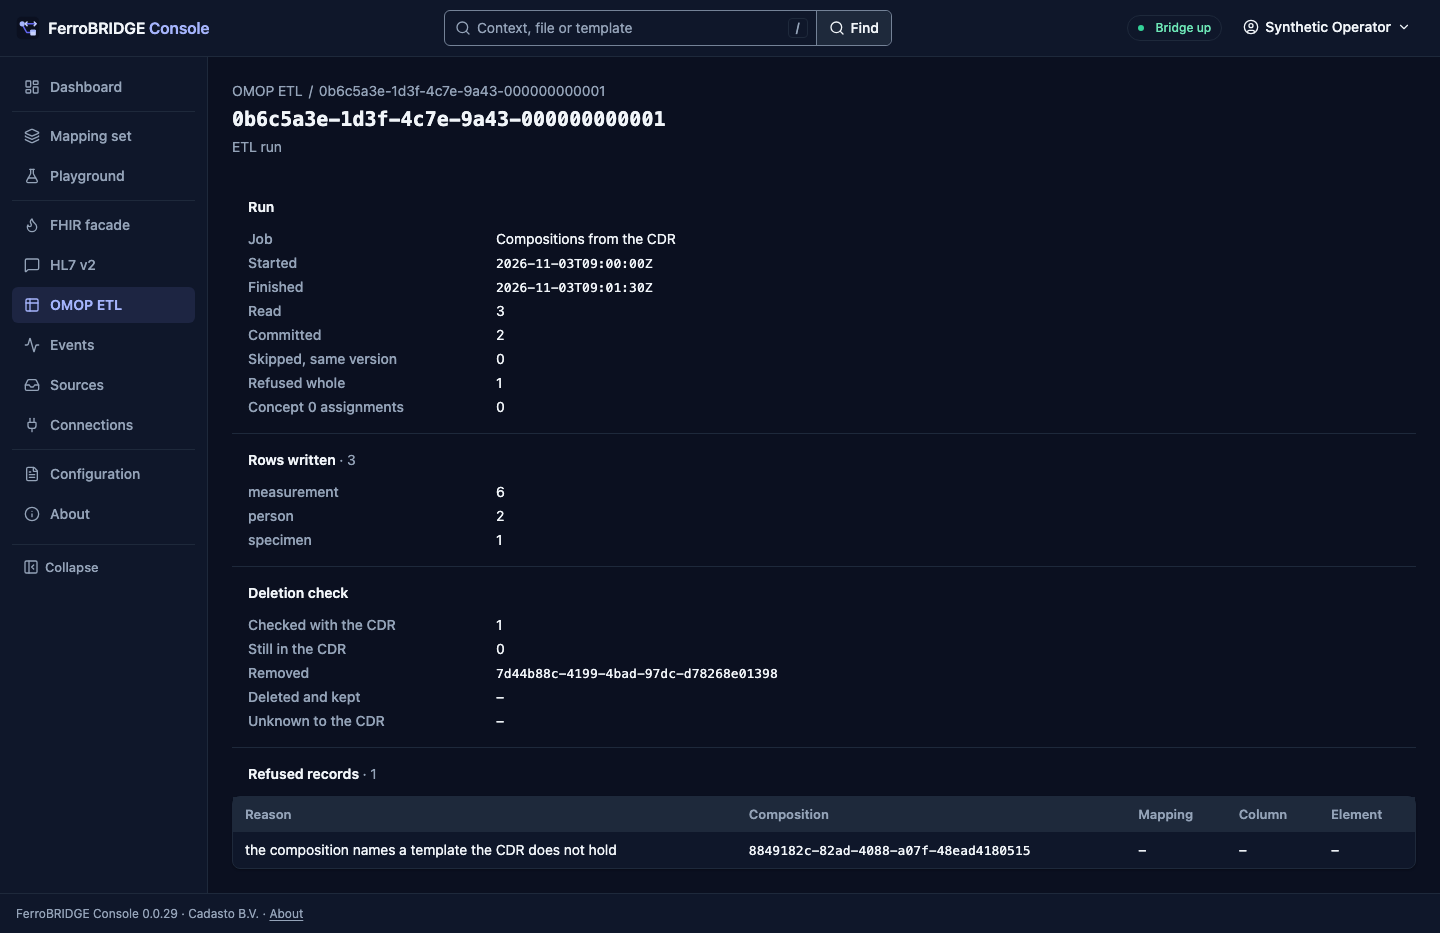 FerroBRIDGE Console
Context, file or template
/
Find
Bridge up
Synthetic Operator
Dashboard
Mapping set
Playground
FHIR facade
HL7 v2
OMOP ETL
Events
Sources
Connections
Configuration
About
Collapse
OMOP ETL / 0b6c5a3e-1d3f-4c7e-9a43-000000000001
0b6c5a3e-1d3f-4c7e-9a43-000000000001
ETL run
Run
Job Compositions from the CDR
Started 2026-11-03T09:00:00Z
Finished 2026-11-03T09:01:30Z
Read 3
Committed 2
Skipped, same version 0
Refused whole 1
Concept 0 assignments 0
Rows written · 3
measurement 6
person 2
specimen 1
Deletion check
Checked with the CDR 1
Still in the CDR 0
Removed 7d44b88c-4199-4bad-97dc-d78268e01398
Deleted and kept –
Unknown to the CDR –
Refused records · 1
Reason Composition Mapping Column Element
the composition names a template the CDR does not hold 8849182c-82ad-4088-a07f-48ead4180515 – – –
FerroBRIDGE Console 0.0.29 · Cadasto B.V. · About